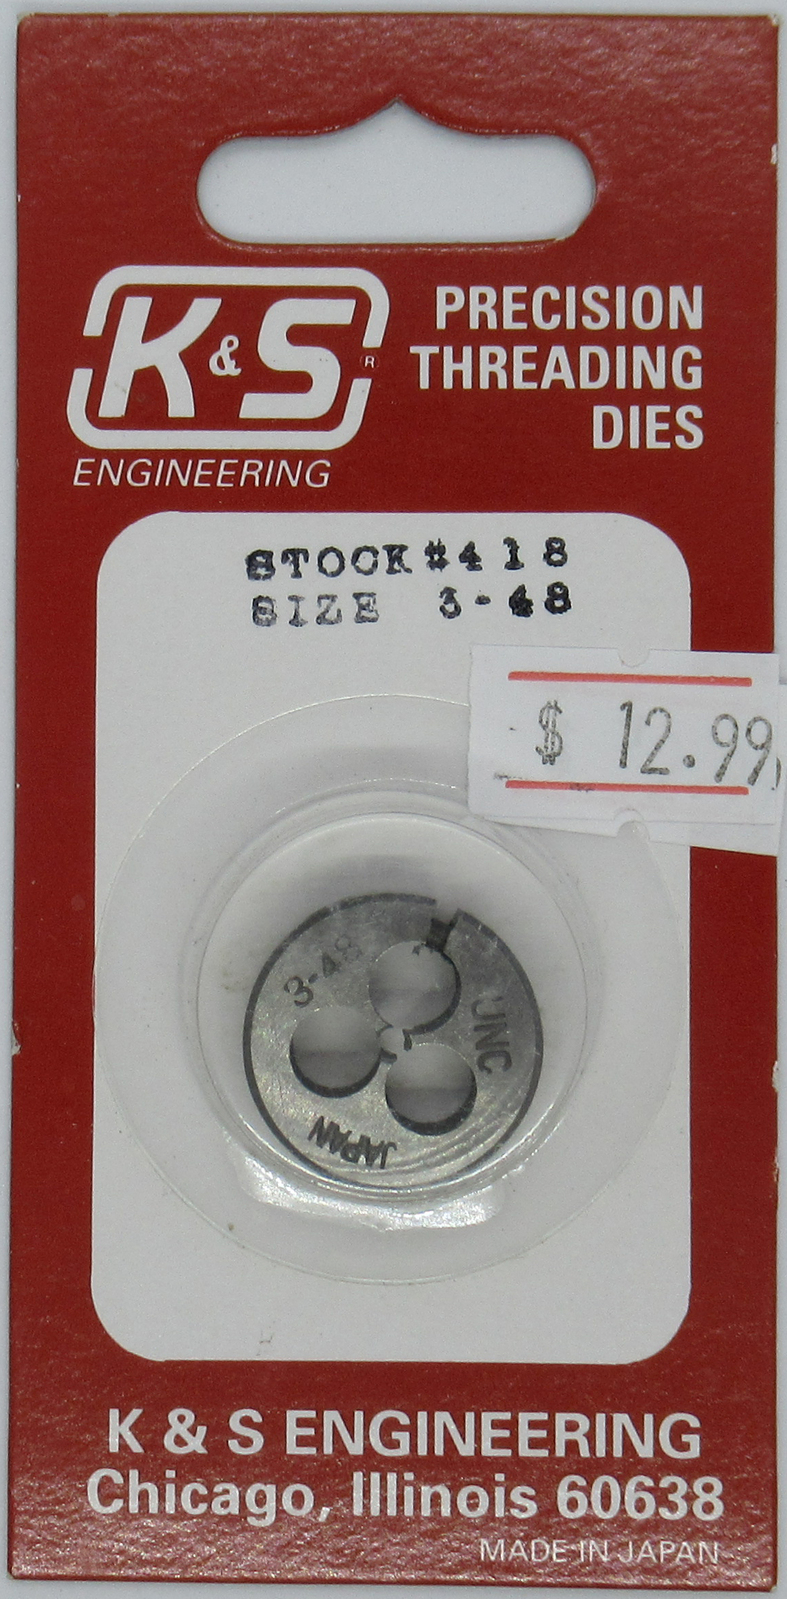 K&S®
ENGINEERING
PRECISION
THREADING
DIES
STOCK#418
SIZE 3-48
$ 12.99
3-48
UNC
JAPAN
K & S ENGINEERING
Chicago, Illinois 60638
MADE IN JAPAN